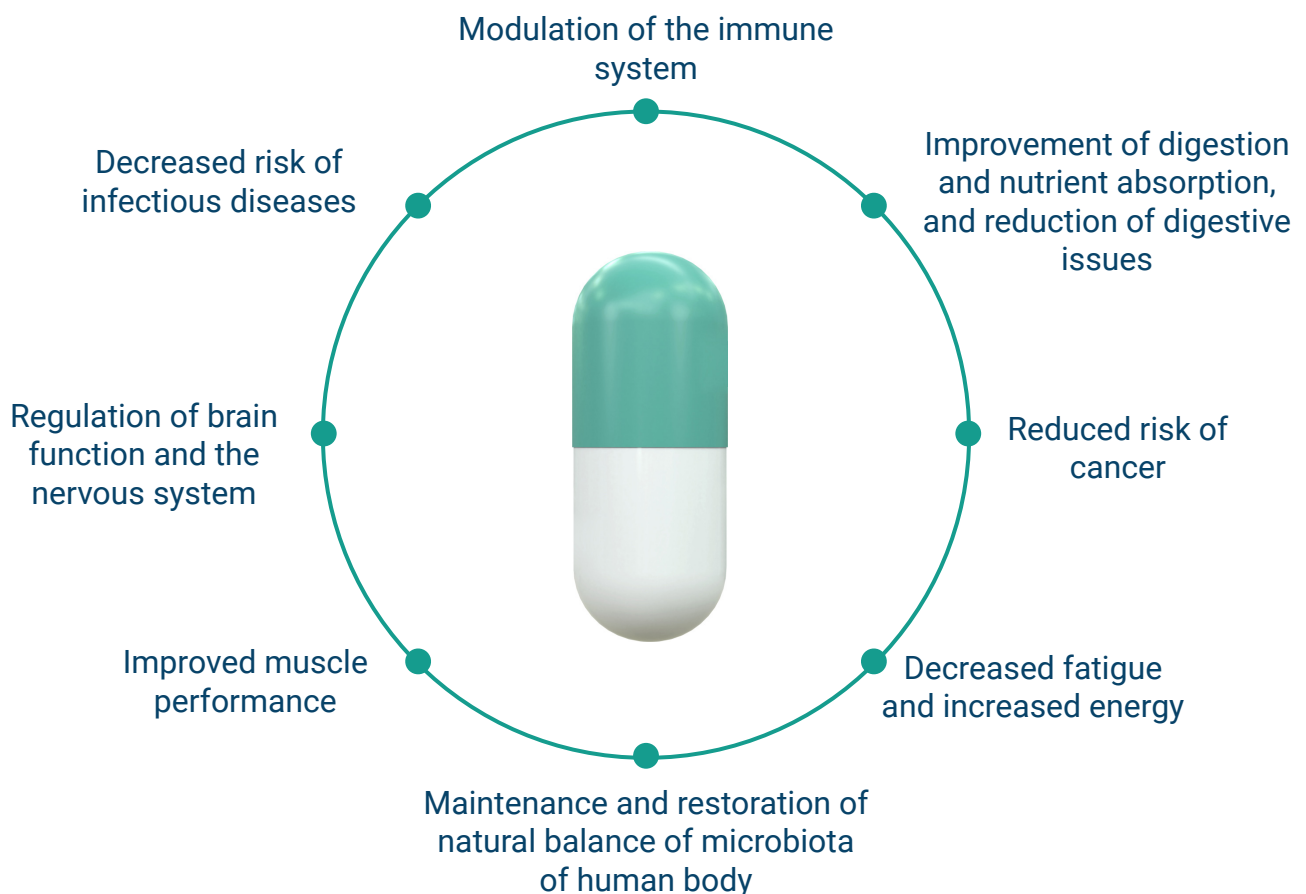 Modulation of the immune
system
Improvement of digestion
and nutrient absorption,
and reduction of digestive
issues
Reduced risk of
cancer
Decreased fatigue
and increased energy
Maintenance and restoration of
natural balance of microbiota
of human body
Improved muscle
performance
Regulation of brain
function and the
nervous system
Decreased risk of
infectious diseases